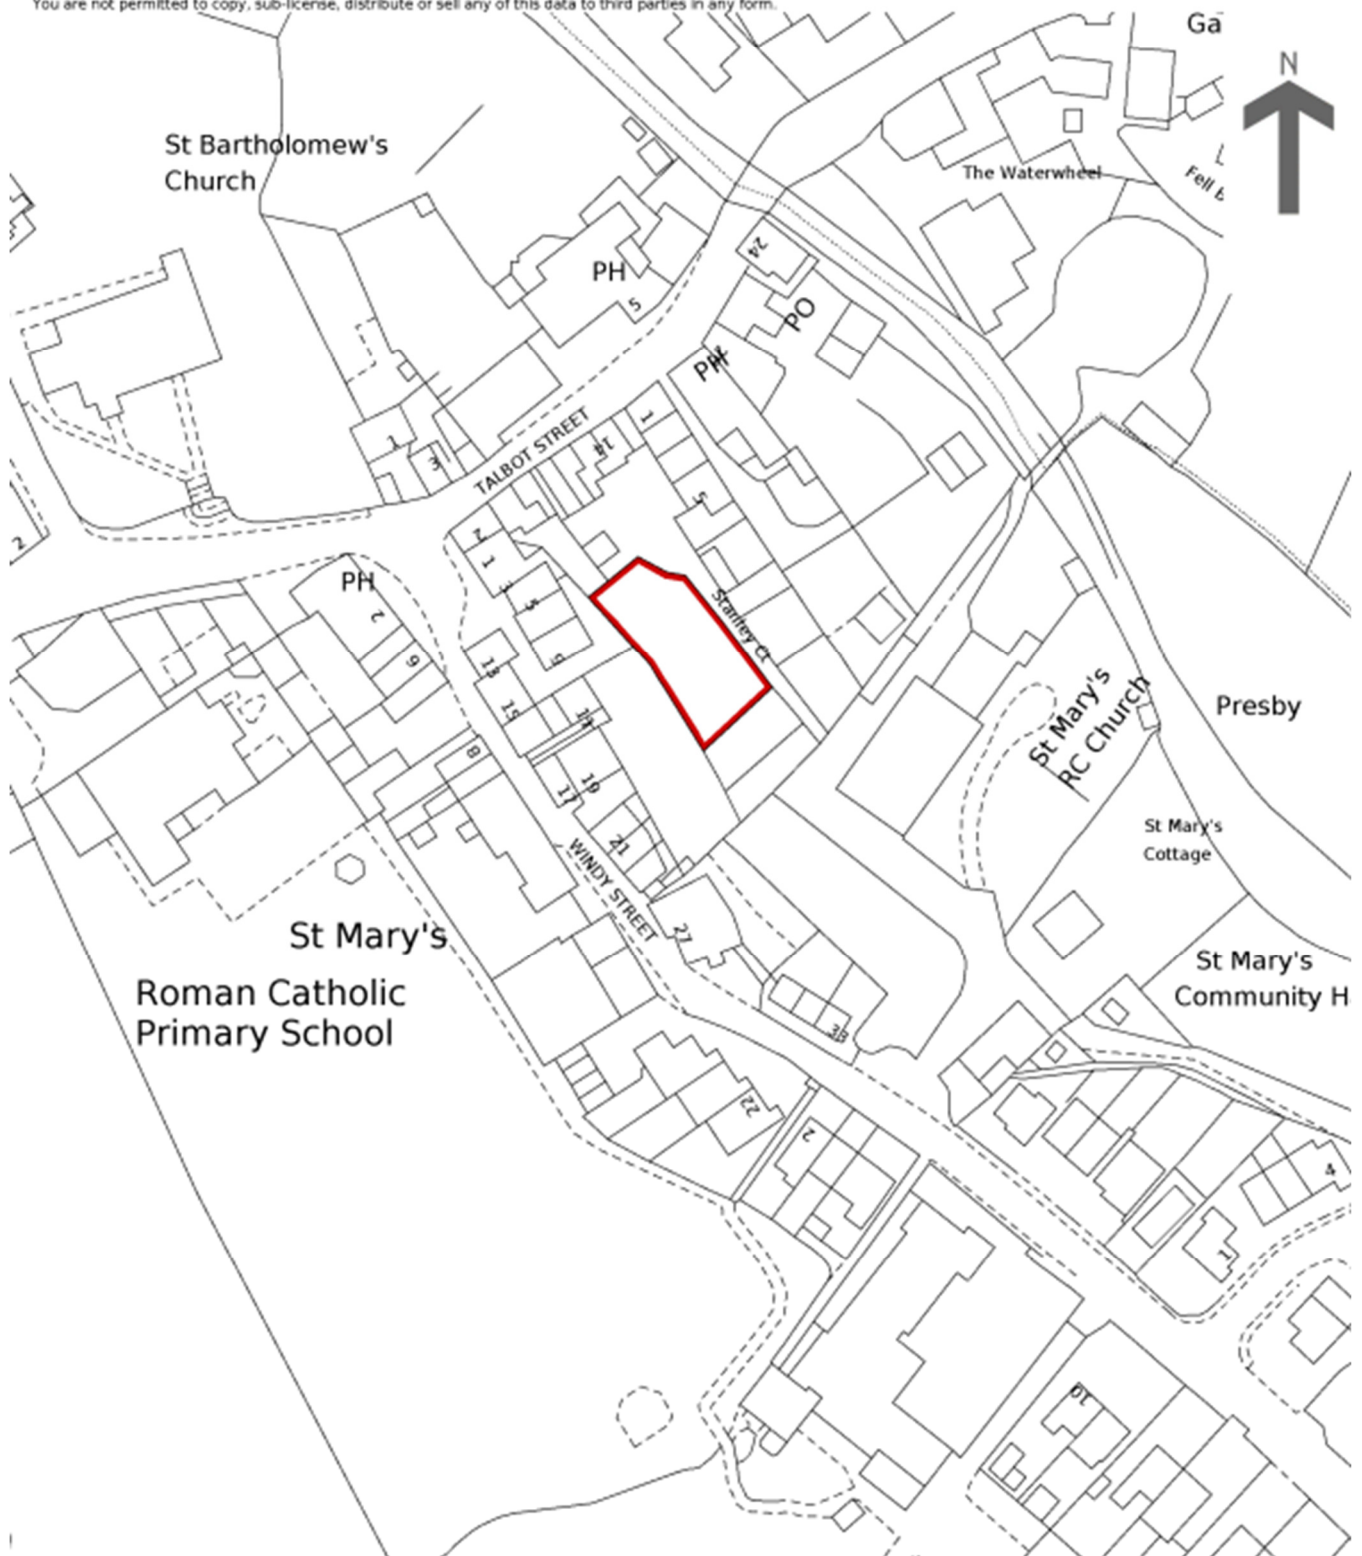 You are not permitted to copy, sub-license, distribute or sell any of this data to third parties in any form.
Ga
N
St Bartholomew's
Church
The Waterwheel
Fell
24
PH
5
PO
PH
1
TALBOT STREET
14
1
3
5
2
2
1
3
5
9
PH
2
6
Stanley Ct
13
15
St Mary's
RC Church
Presby
8
17
19
21
St Mary's
Cottage
WINDY STREET
27
St Mary's
Roman Catholic
Primary School
St Mary's
Community H
33
22
2
4
1
10